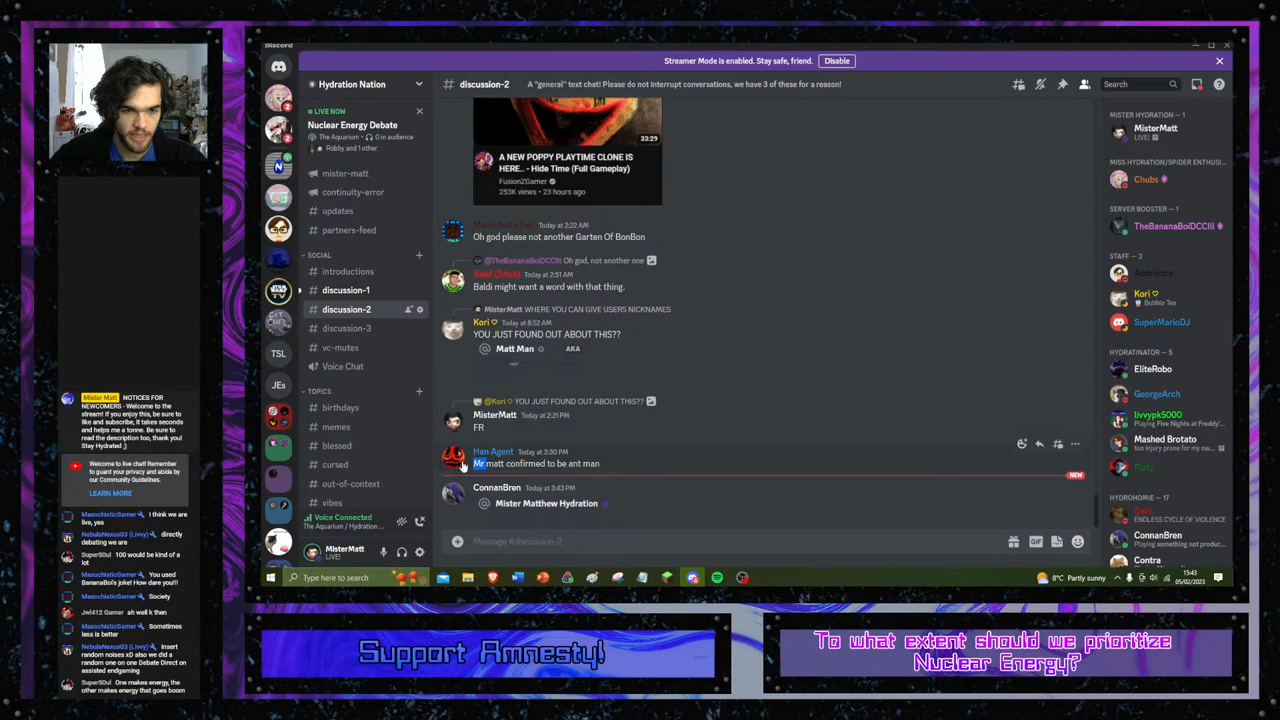 Discord
Streamer Mode is enabled. Stay safe, friend. Disable
Hydration Nation
# discussion-2 A "general" text chat! Please do not interrupt conversations, we have 3 of these for a reason!
Search
LIVE NOW
Nuclear Energy Debate
The Aquarium • 0 in audience
Robby and 1 other
mister-matt
continuity-error
# updates
partners-feed
SOCIAL
# introductions
# discussion-1
# discussion-2
# discussion-3
# vc-mutes
Voice Chat
TOPICS
# birthdays
# memes
# blessed
# cursed
# out-of-context
# vibes
Voice Connected
The Aquarium / Hydration ...
MisterMatt
LIVE!
TSL
JEs
33:29
A NEW POPPY PLAYTIME CLONE IS
HERE.. - Hide Time (Full Gameplay)
FusionZGamer
253K views • 23 hours ago
MasochisticDev Today at 2:22 AM
Oh god please not another Garten Of BonBon
@TheBananaBoiDCCIII Oh god, not another one
Today at 2:51 AM
Baldi might want a word with that thing.
MisterMatt WHERE YOU CAN GIVE USERS NICKNAMES
Kori Today at 8:52 AM
YOU JUST FOUND OUT ABOUT THIS??
@ Matt Man AKA
@Kori YOU JUST FOUND OUT ABOUT THIS??
MisterMatt Today at 2:21 PM
FR
Han Agent Today at 3:30 PM
Mr matt confirmed to be ant man
NEW
ConnanBren Today at 3:43 PM
@ Mister Matthew Hydration
Message #discussion-2
GIF
MISTER HYDRATION — 1
MisterMatt
LIVE!
MISS HYDRATION/SPIDER ENTHUSI...
Chubs
SERVER BOOSTER — 1
TheBananaBoiDCCIII
STAFF — 3
Ambience
Kori
Bubble Tea
SuperMarioDJ
HYDRATINATOR — 5
EliteRobo
GeorgeArch
livvypk5000
Playing Five Nights at Fr...
Mashed Brotato
too injury prone for my ow...
HYDROHOMIE — 17
ENDLESS CYCLE OF VIOLENCE
ConnanBren
Playing something not produc...
Contra
Type here to search
8°C Partly sunny
15:43
05/02/2023
Mister Matt NOTICES FOR
NEWCOMERS - Welcome to the
stream! If you enjoy this, be sure to
like and subscribe, it takes seconds
and helps me a tonne. Be sure to
read the description too, thank you!
Stay Hydrated ;)
Welcome to live chat! Remember
to guard your privacy and abide by
our Community Guidelines.
LEARN MORE
MasochisticGamer I think we are
live, yes
NebulaNexus03 (Livvy) directly
debating we are
SuperS0ul 100 would be kind of a
lot
MasochisticGamer You used
BananaBoi's joke! How dare you!!!
MasochisticGamer Society
Jwl412 Gamer ah well k then
MasochisticGamer Sometimes
less is better
NebulaNexus03 (Livvy) Insert
random noises xD also we did a
random one on one Debate Direct on
assisted endgaming
SuperS0ul One makes energy, the
other makes energy that goes boom
Support Amnesty!
To what extent should we prioritize
Nuclear Energy?